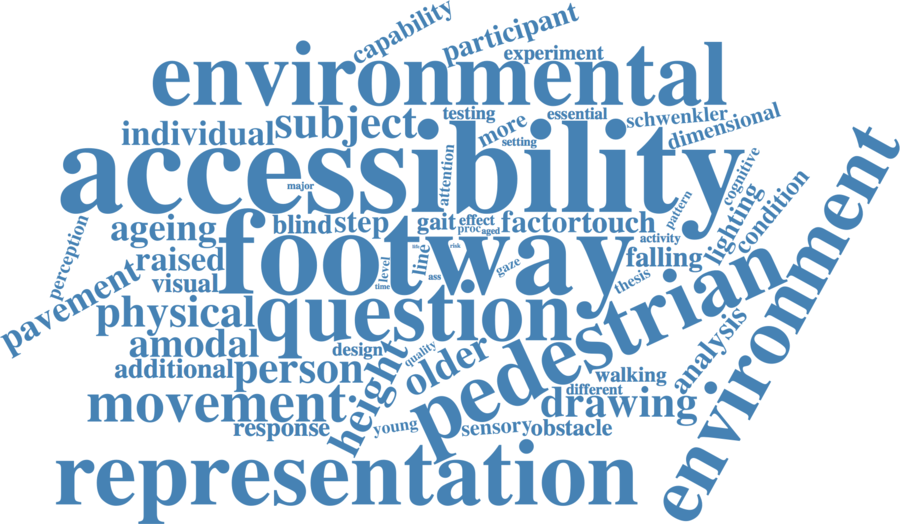 capability
participant
environmental
experiment
individual
subject
testing
essential
schwenkler
more
setting
dimensional
accessibility
attention
major
cognitive
pattern
environment
perception
ageing
blind
step
gait
effect
factor
touch
proc
aged
lighting
condition
footway
raised
visual
level
time
line
life
risk
ass
gaze
activity
falling
thesis
pavement
physical
question
pedestrian
amodal
design
quality
older
analysis
additional
person
height
walking
different
movement
drawing
response
young
sensory
obstacle
representation